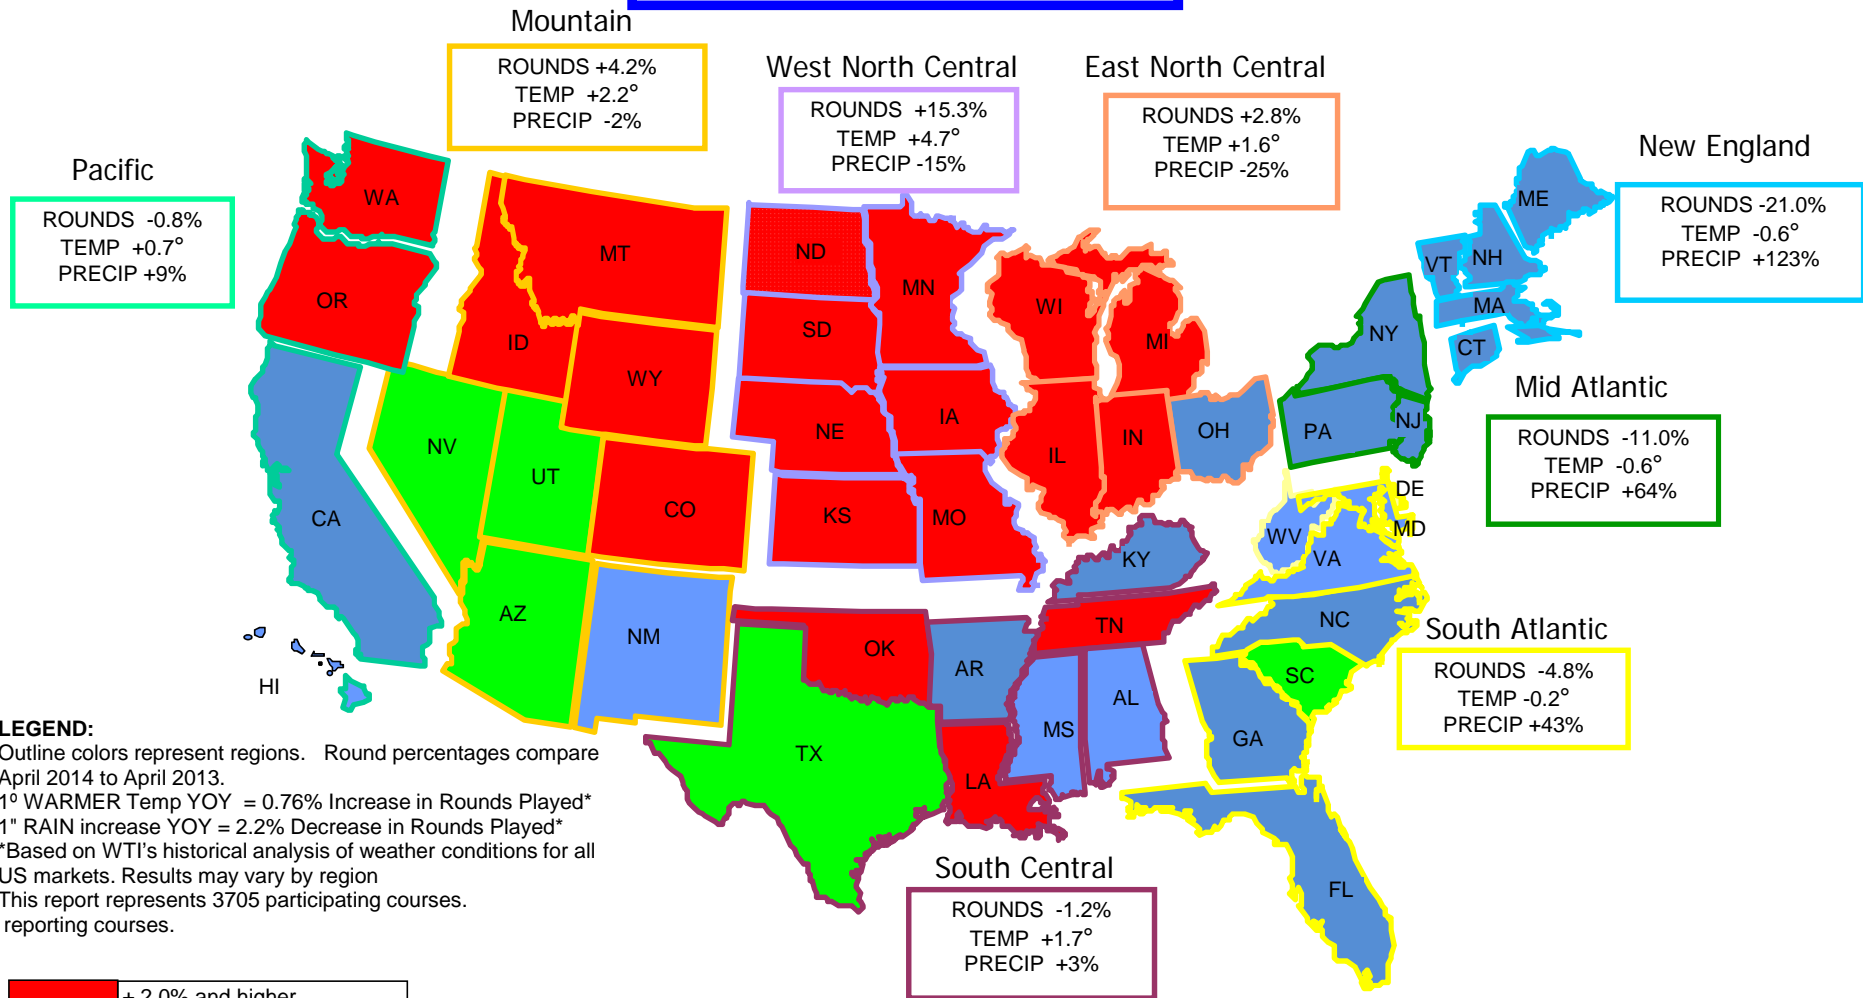 Mountain
ROUNDS +4.2%
TEMP +2.2°
PRECIP -2%
West North Central
ROUNDS +15.3%
TEMP +4.7°
PRECIP -15%
East North Central
ROUNDS +2.8%
TEMP +1.6°
PRECIP -25%
New England
ROUNDS -21.0%
TEMP -0.6°
PRECIP +123%
Pacific
ROUNDS -0.8%
TEMP +0.7°
PRECIP +9%
Mid Atlantic
ROUNDS -11.0%
TEMP -0.6°
PRECIP +64%
South Atlantic
ROUNDS -4.8%
TEMP -0.2°
PRECIP +43%
South Central
ROUNDS -1.2%
TEMP +1.7°
PRECIP +3%
WA
OR
CA
HI
MT
ID
WY
NV
UT
CO
AZ
NM
ND
SD
NE
KS
MN
IA
MO
WI
MI
IL
IN
OH
ME
VT
NH
MA
CT
NY
PA
NJ
DE
MD
WV
VA
NC
SC
GA
FL
KY
TN
OK
AR
TX
LA
MS
AL
LEGEND:
Outline colors represent regions. Round percentages compare
April 2014 to April 2013.
1º WARMER Temp YOY = 0.76% Increase in Rounds Played*
1" RAIN increase YOY = 2.2% Decrease in Rounds Played*
*Based on WTI's historical analysis of weather conditions for all
US markets. Results may vary by region
This report represents 3705 participating courses.
reporting courses.
+ 2.0% and higher